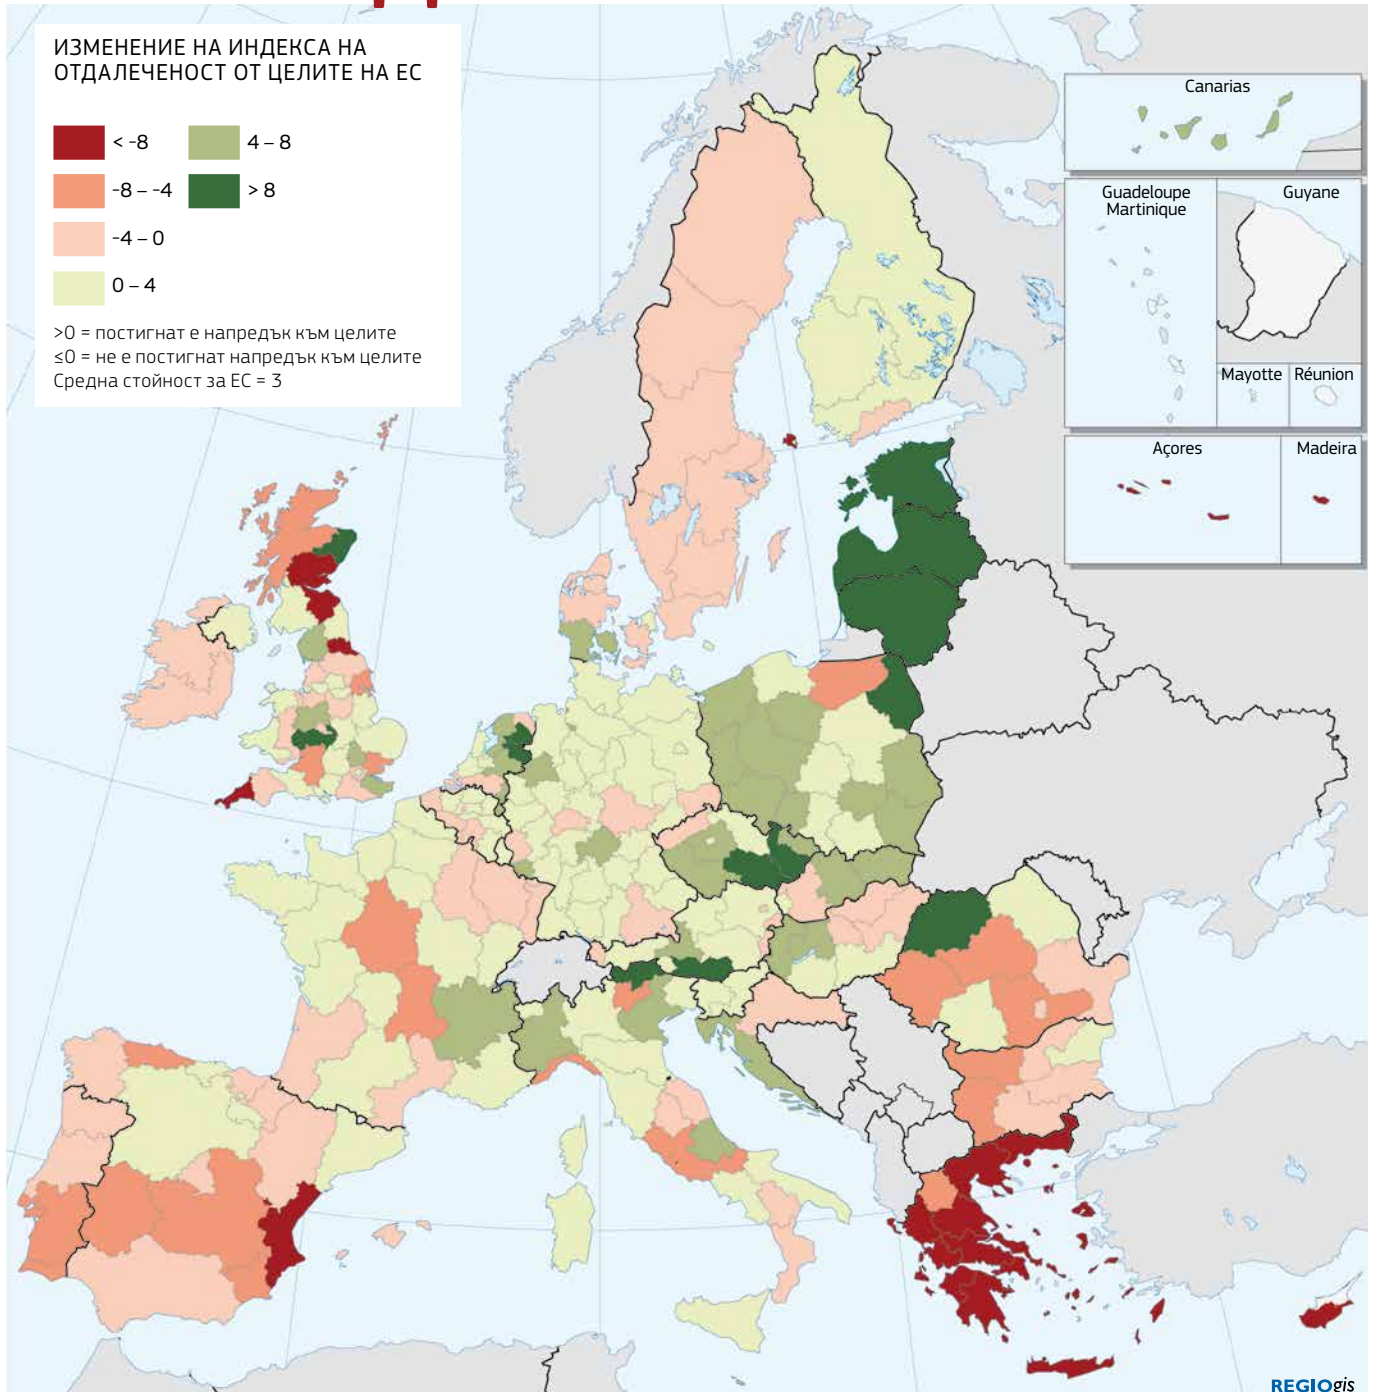 ИЗМЕНЕНИЕ НА ИНДЕКСА НА
ОТДАЛЕЧЕНОСТ ОТ ЦЕЛИТЕ НА ЕС
< -8
4 – 8
-8 – -4
> 8
-4 – 0
0 – 4
>0 = постигнат е напредък към целите
≤0 = не е постигнат напредък към целите
Средна стойност за ЕС = 3
Canarias
Guadeloupe
Martinique
Guyane
Mayotte
Réunion
Açores
Madeira
REGIOgis